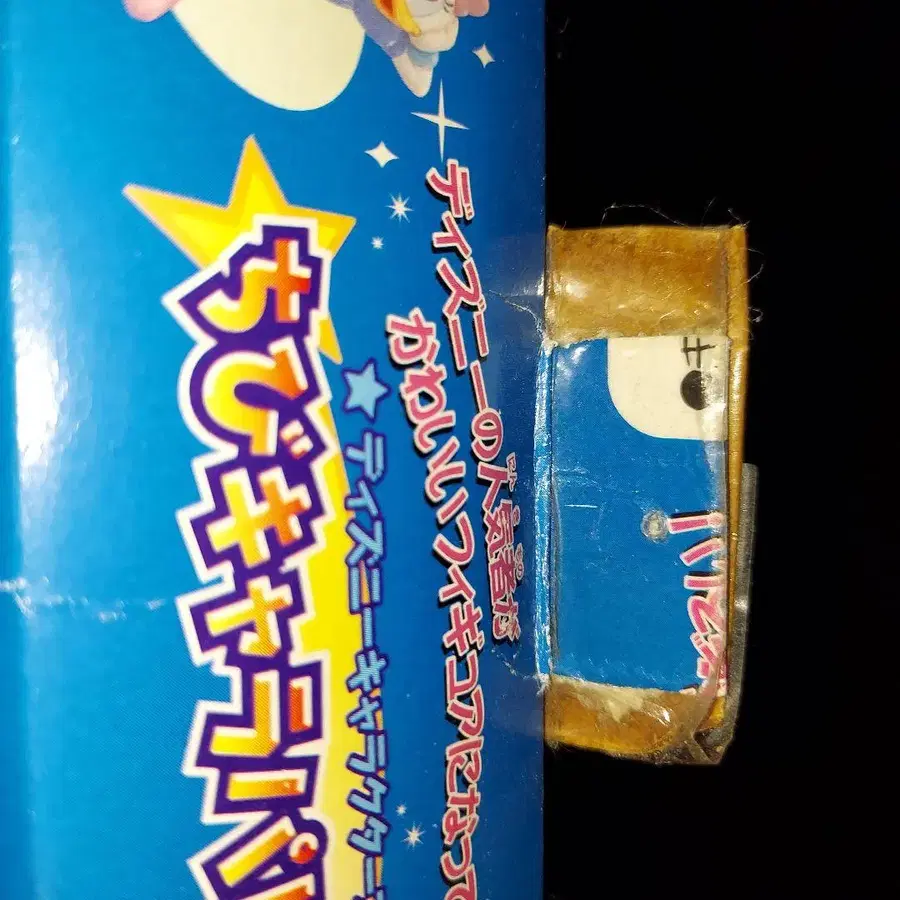 ディズニーの人気者が
かわいいフィギュアになって
★ディズニーキャラクター
ちびキャラパ